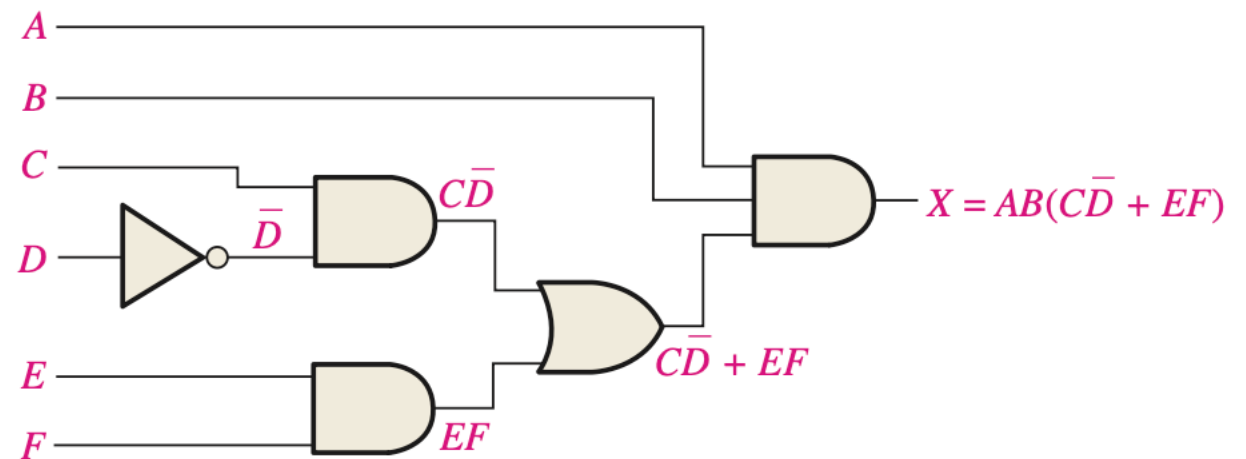 A
B
C
CD̅
D̅
X = AB(CD̅ + EF)
D
CD̅ + EF
E
EF
F